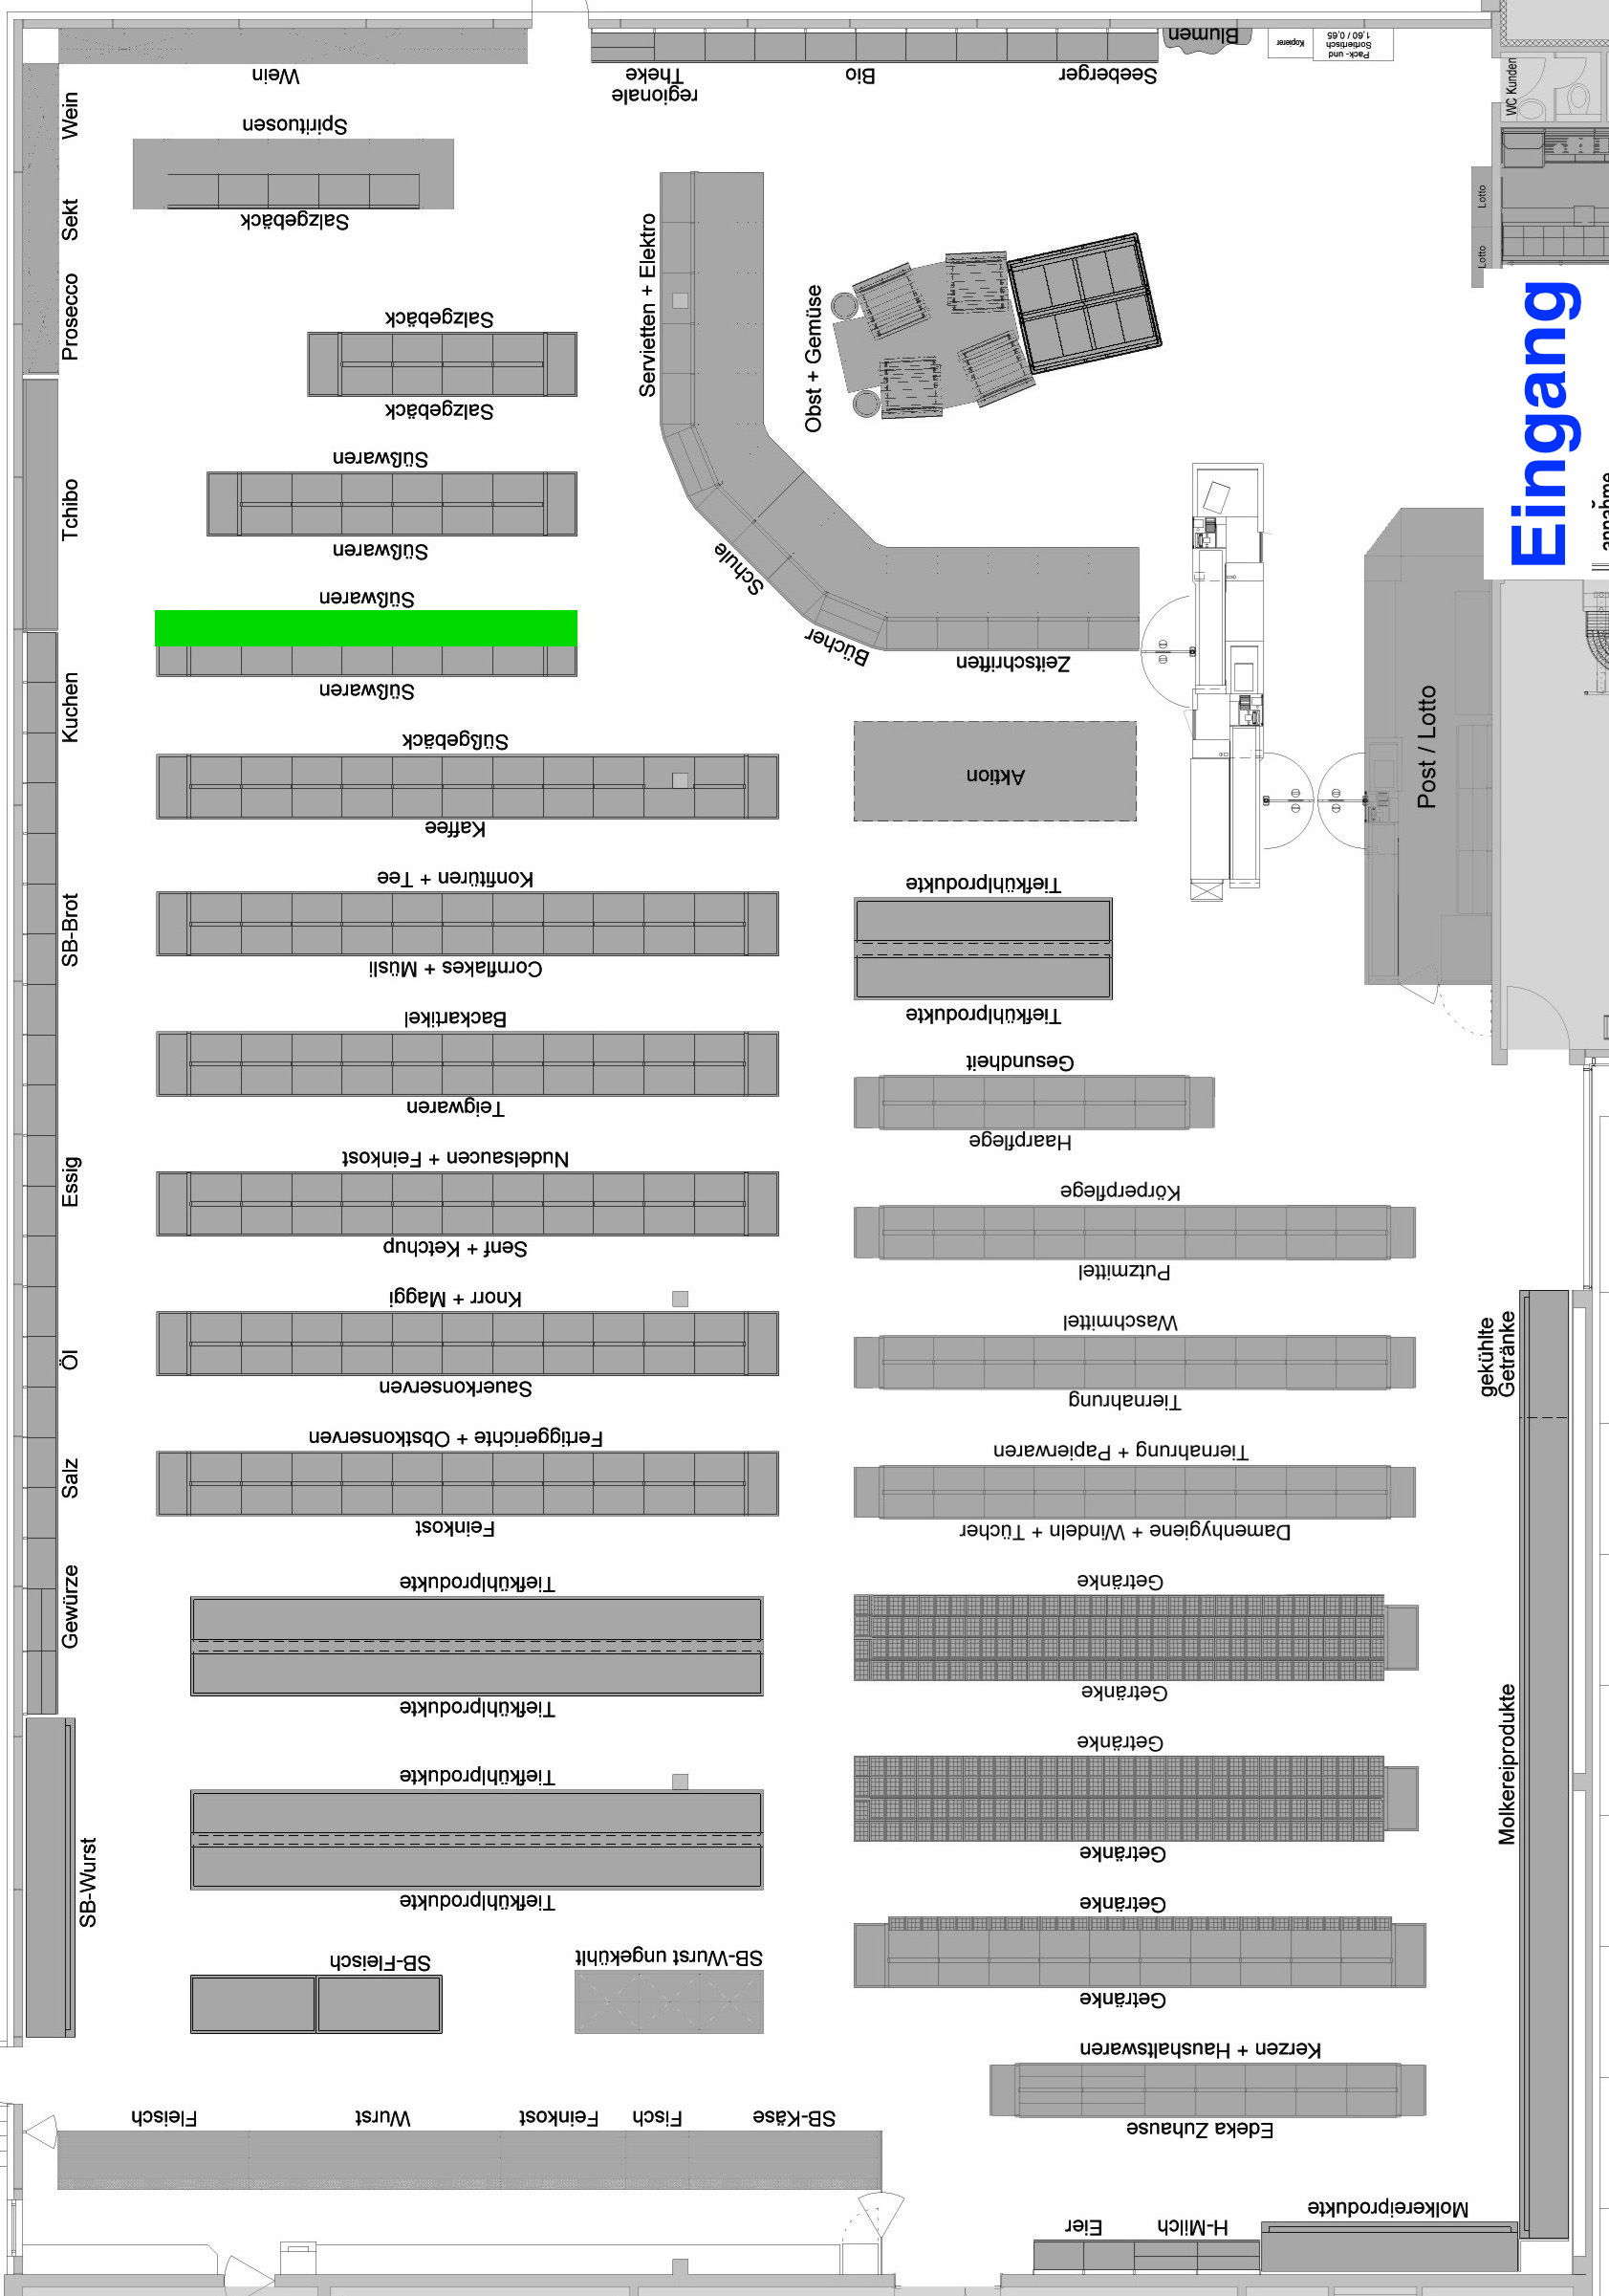 Blumen
Kopierer
Pack- und
Sortiertisch
1,60 / 0,65
Wein
regionale
Theke
Bio
Seeberger
WC Kunden
Wein
Spirituosen
Salzgebäck
Sekt
Prosecco
Lotto
Lotto
Servietten + Elektro
Obst + Gemüse
Eingang
annahme
Salzgebäck
Salzgebäck
Süßwaren
Süßwaren
Tchibo
Schule
Bücher
Zeitschriften
Süßwaren
Süßwaren
Kuchen
Süßgebäck
Kaffee
Aktion
Post / Lotto
Konfitüren + Tee
Cornflakes + Müsli
SB-Brot
Tiefkühlprodukte
Tiefkühlprodukte
Backartikel
Teigwaren
Gesundheit
Haarpflege
Essig
Nudelsaucen + Feinkost
Senf + Ketchup
Körperpflege
Putzmittel
Knorr + Maggi
Sauerkonserven
Öl
Waschmittel
Tiernahrung
gekühlte
Getränke
Fertiggerichte + Obstkonserven
Feinkost
Salz
Tiernahrung + Papierwaren
Damenhygiene + Windeln + Tücher
Gewürze
Tiefkühlprodukte
Tiefkühlprodukte
Getränke
Getränke
Molkereiprodukte
Tiefkühlprodukte
Tiefkühlprodukte
Getränke
Getränke
SB-Wurst
Getränke
Getränke
SB-Fleisch
SB-Wurst ungekühlt
Kerzen + Haushaltswaren
Edeka Zuhause
Fleisch
Wurst
Feinkost
Fisch
SB-Käse
Eier
H-Milch
Molkereiprodukte